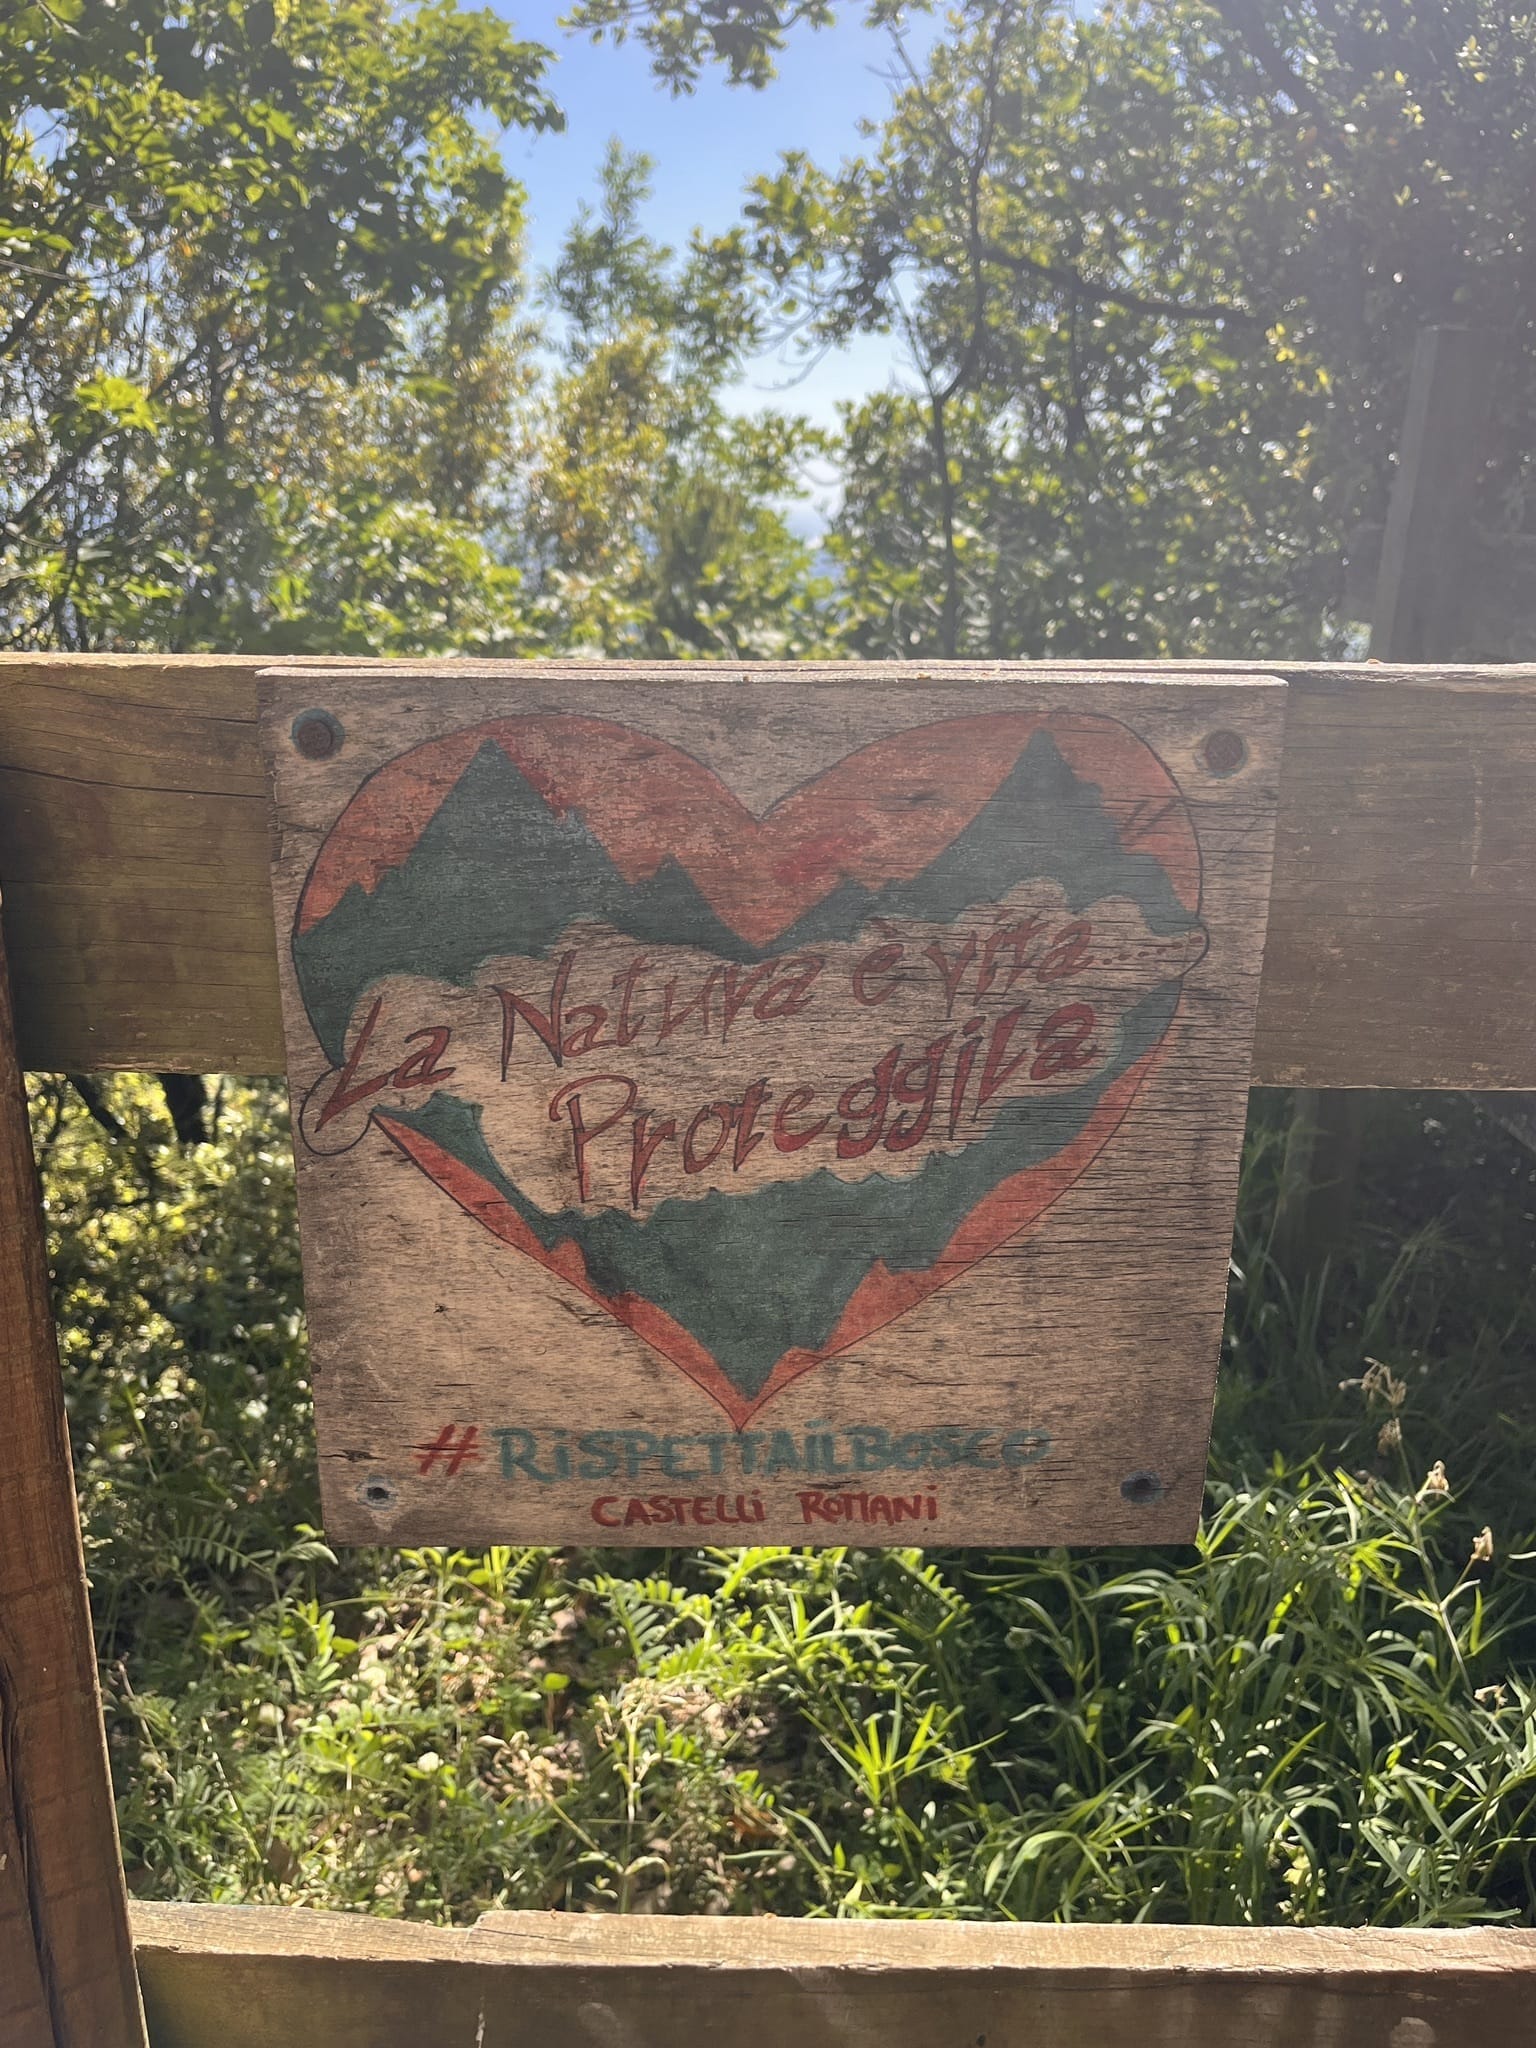 La Natura è vita.....
Proteggila
#RiSPETTAiLBOSCO
CASTELLi ROMANi